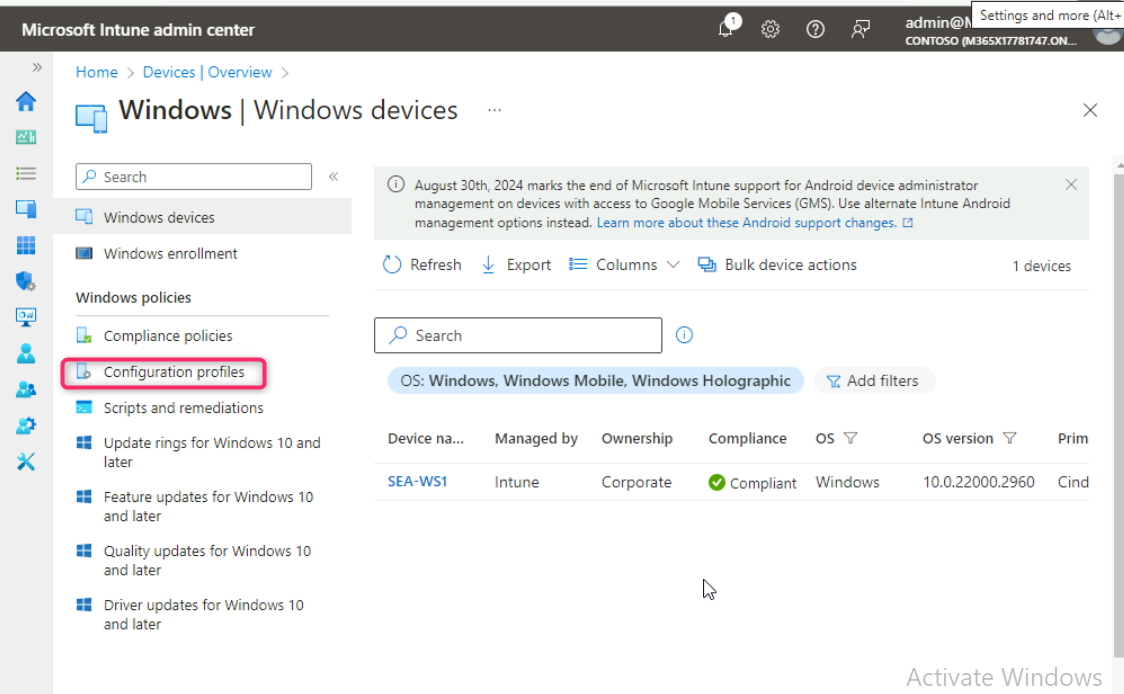 Microsoft Intune admin center
1
admin@M
Settings and more (Alt+
CONTOSO (M365X17781747.ON...
Home > Devices | Overview >
Windows | Windows devices ...
Search «
Windows devices
Windows enrollment
Windows policies
Compliance policies
Configuration profiles
Scripts and remediations
Update rings for Windows 10 and
later
Feature updates for Windows 10
and later
Quality updates for Windows 10
and later
Driver updates for Windows 10
and later
August 30th, 2024 marks the end of Microsoft Intune support for Android device administrator
management on devices with access to Google Mobile Services (GMS). Use alternate Intune Android
management options instead. Learn more about these Android support changes.
Refresh Export Columns Bulk device actions 1 devices
Search
OS: Windows, Windows Mobile, Windows Holographic Add filters
Device na... Managed by Ownership Compliance OS OS version Prim
SEA-WS1 Intune Corporate Compliant Windows 10.0.22000.2960 Cind
Activate Windows